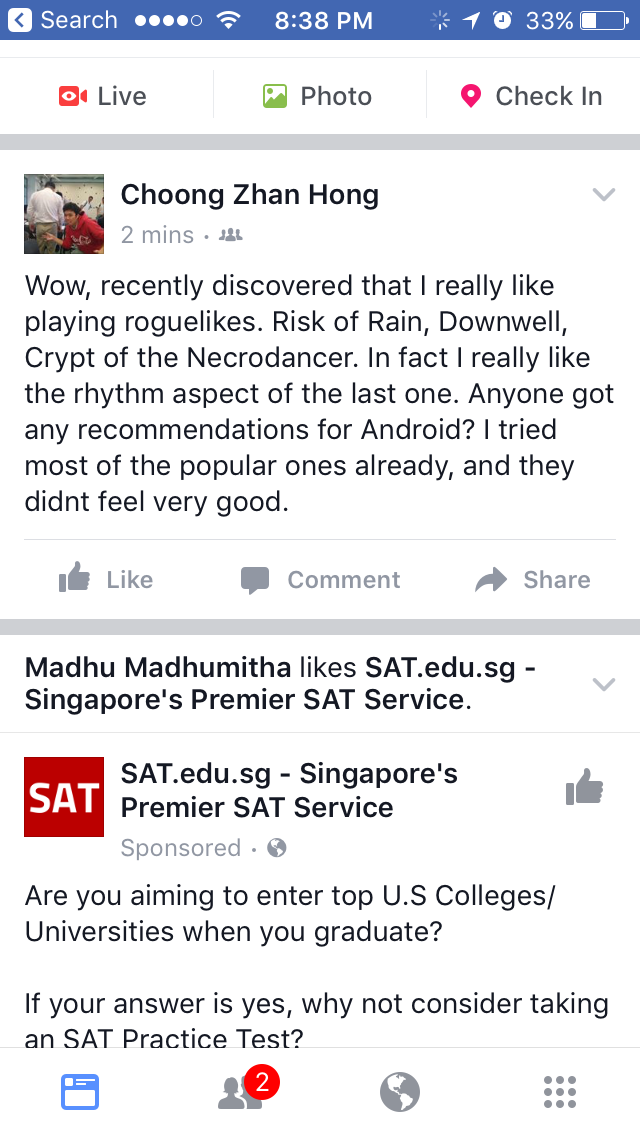 Search 8:38 PM 33%
Live Photo Check In
Choong Zhan Hong
2 mins ·
Wow, recently discovered that I really like
playing roguelikes. Risk of Rain, Downwell,
Crypt of the Necrodancer. In fact I really like
the rhythm aspect of the last one. Anyone got
any recommendations for Android? I tried
most of the popular ones already, and they
didnt feel very good.
Like Comment Share
Madhu Madhumitha likes SAT.edu.sg -
Singapore's Premier SAT Service.
SAT
SAT.edu.sg - Singapore's
Premier SAT Service
Sponsored ·
Are you aiming to enter top U.S Colleges/
Universities when you graduate?
If your answer is yes, why not consider taking
an SAT Practice Test?
2